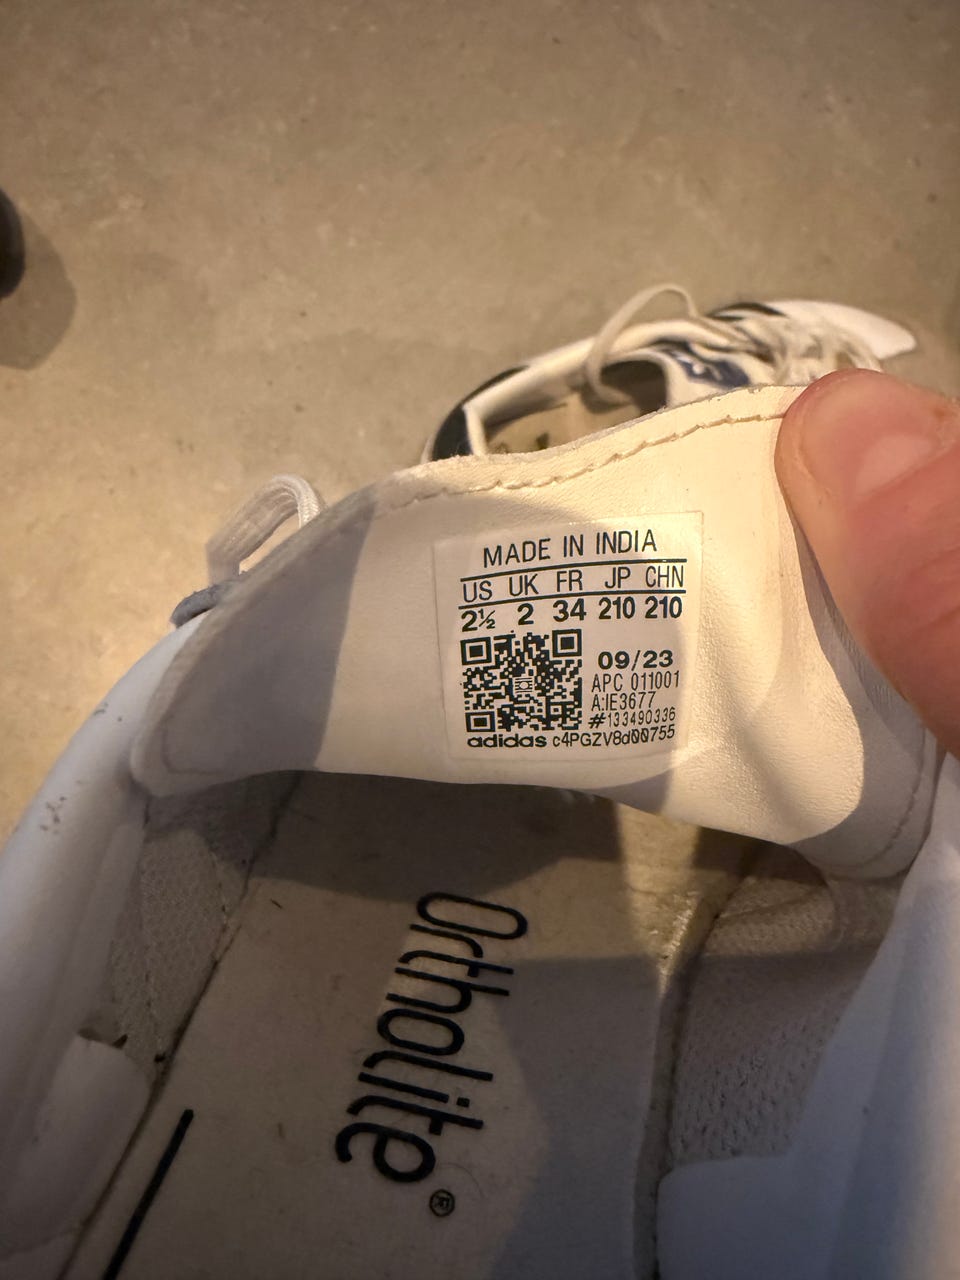 MADE IN INDIA
US UK FR JP CHN
2½ 2 34 210 210
09/23
APC 011001
A:IE3677
#133490336
adidas c4PGZV8d00755
Ortholite®